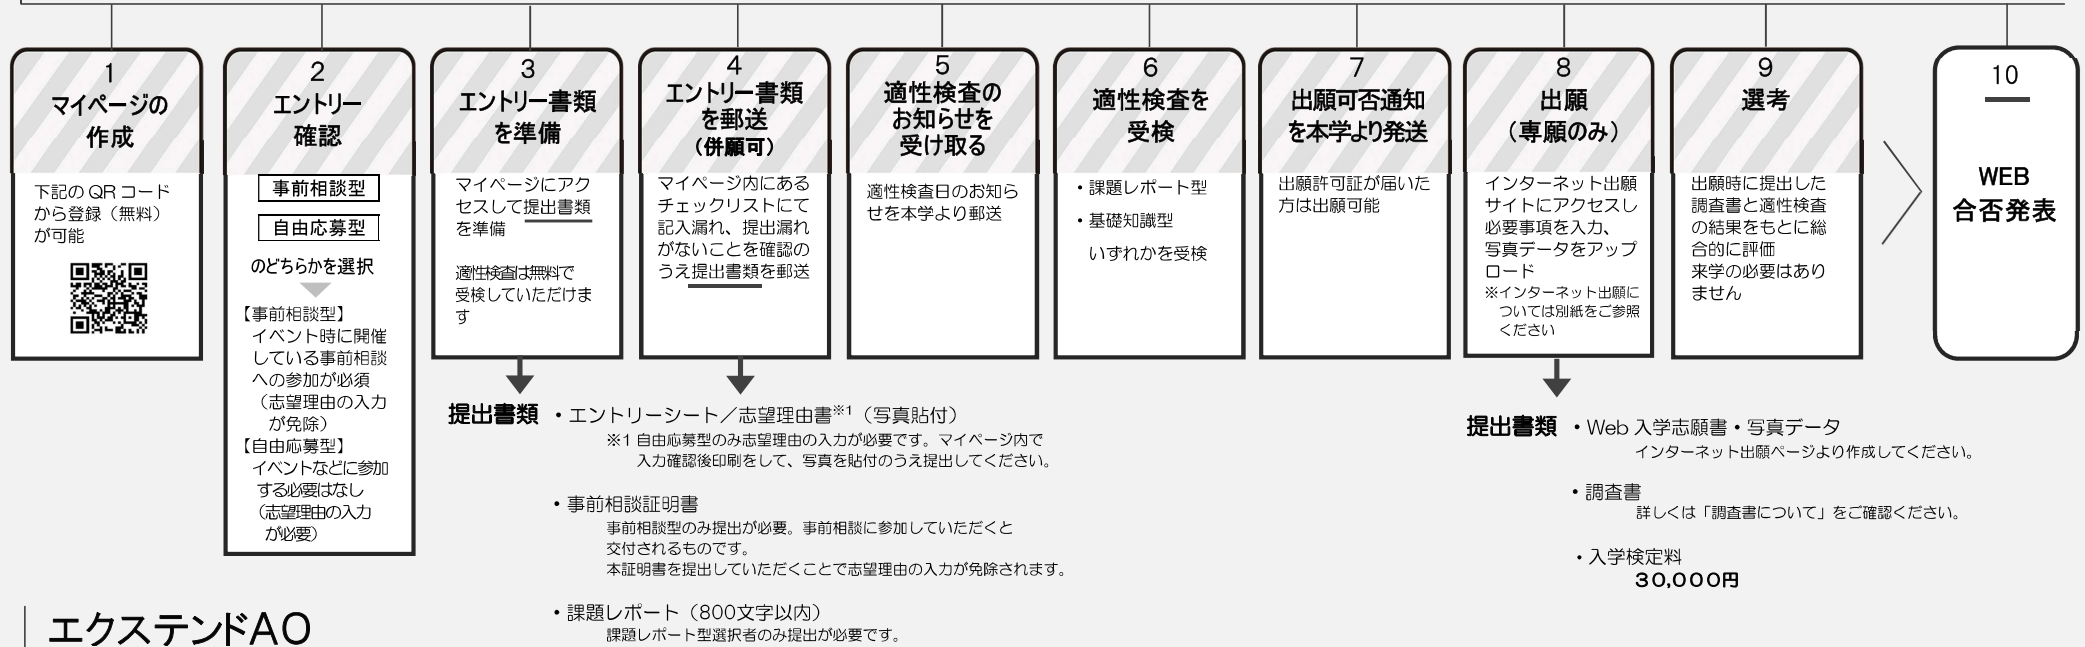 1
マイページの
作成
下記の QR コード
から登録（無料）
が可能
2
エントリー
確認
事前相談型
自由応募型
のどちらかを選択
【事前相談型】
イベント時に開催
している事前相談
への参加が必須
（志望理由の入力
が免除）
【自由応募型】
イベントなどに参加
する必要はなし
（志望理由の入力
が必要）
3
エントリー書類
を準備
マイページにアク
セスして提出書類
を準備
適性検査は無料で
受検していただけま
す
4
エントリー書類
を郵送
（併願可）
マイページ内にある
チェックリストにて
記入漏れ、提出漏れ
がないことを確認の
うえ提出書類を郵送
5
適性検査の
お知らせを
受け取る
適性検査日のお知ら
せを本学より郵送
6
適性検査を
受検
・課題レポート型
・基礎知識型
いずれかを受検
7
出願可否通知
を本学より発送
出願許可証が届いた
方は出願可能
8
出願
（専願のみ）
インターネット出願
サイトにアクセスし
必要事項を入力、
写真データをアップ
ロード
※インターネット出願に
ついては別紙をご参照
ください
9
選考
出願時に提出した
調査書と適性検査
の結果をもとに総
合的に評価
来学の必要はあり
ません
10
WEB
合否発表
提出書類 ・エントリーシート／志望理由書※1（写真貼付）
※1 自由応募型のみ志望理由の入力が必要です。マイページ内で
入力確認後印刷をして、写真を貼付のうえ提出してください。
・事前相談証明書
事前相談型のみ提出が必要。事前相談に参加していただくと
交付されるものです。
本証明書を提出していただくことで志望理由の入力が免除されます。
・課題レポート（800文字以内）
課題レポート型選択者のみ提出が必要です。
提出書類 ・Web 入学志願書・写真データ
インターネット出願ページより作成してください。
・調査書
詳しくは「調査書について」をご確認ください。
・入学検定料
30,000円
エクステンドAO